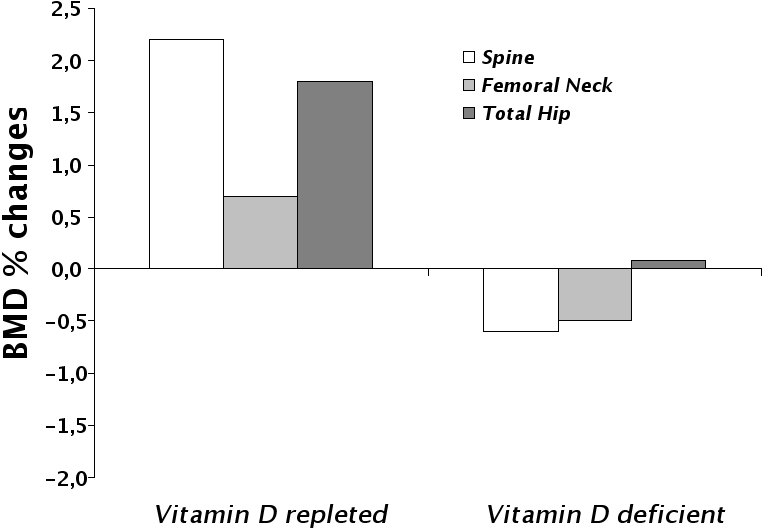 2,5
2,0
1,5
1,0
0,5
0,0
−0,5
−1,0
−1,5
−2,0
BMD % changes
Spine
Femoral Neck
Total Hip
Vitamin D repleted
Vitamin D deficient